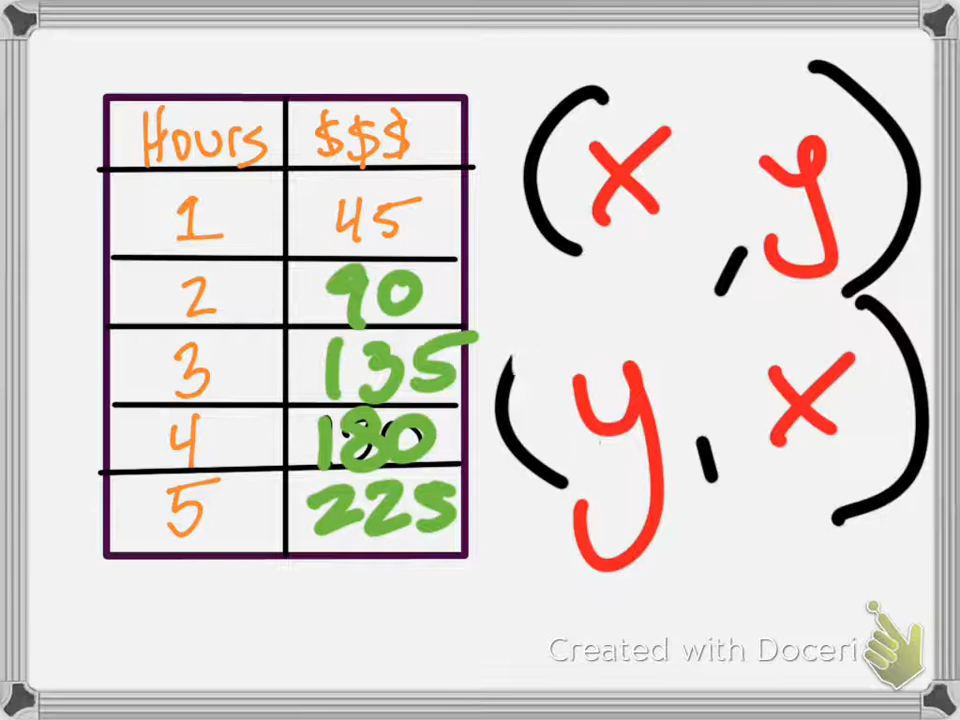 Hours $$$
1 45
2 90
3 135
4 180
5 225
(x, y)
(y, x)
Created with Doceri